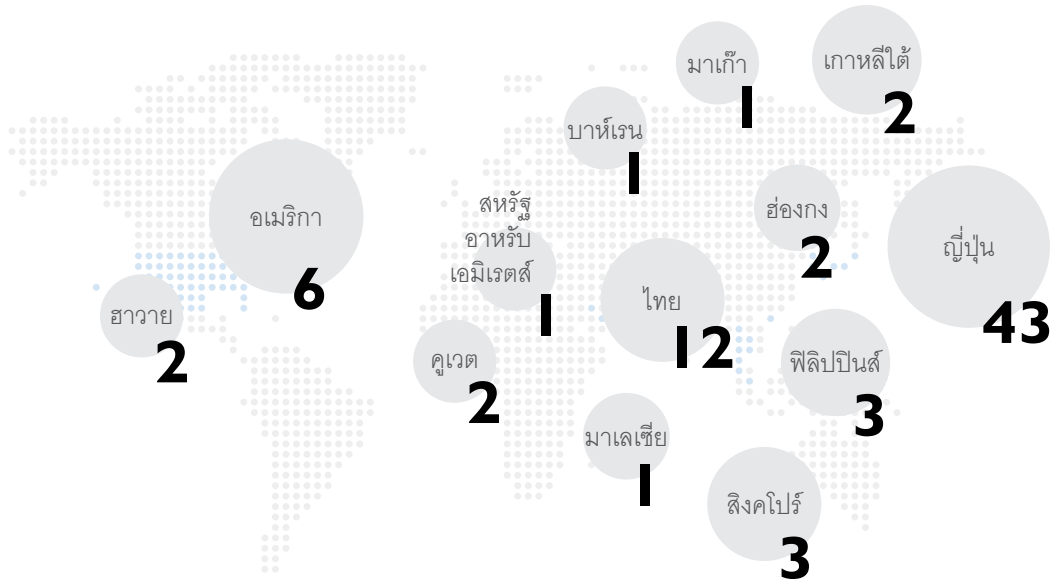 มาเก๊า
1
เกาหลีใต้
2
บาห์เรน
1
อเมริกา
6
สหรัฐ
อาหรับ
เอมิเรตส์
1
ฮ่องกง
2
ญี่ปุ่น
43
ฮาวาย
2
ไทย
12
คูเวต
2
ฟิลิปปินส์
3
มาเลเซีย
1
สิงคโปร์
3